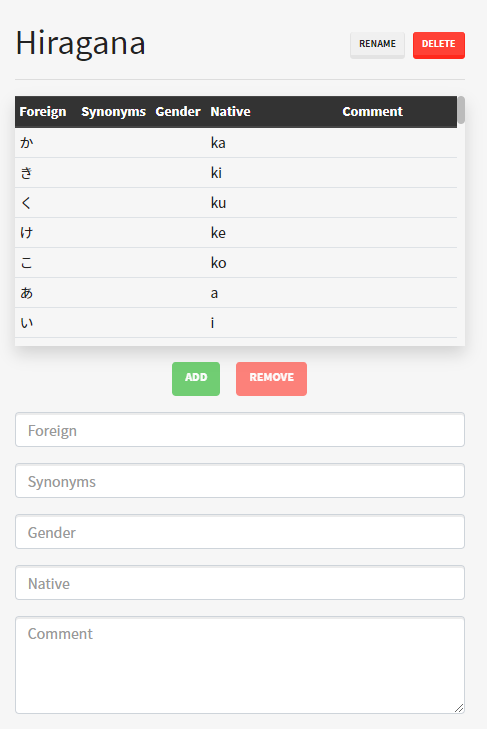 Hiragana RENAME DELETE
Foreign Synonyms Gender Native Comment
か ka
き ki
く ku
け ke
こ ko
あ a
い i
ADD REMOVE
Foreign
Synonyms
Gender
Native
Comment